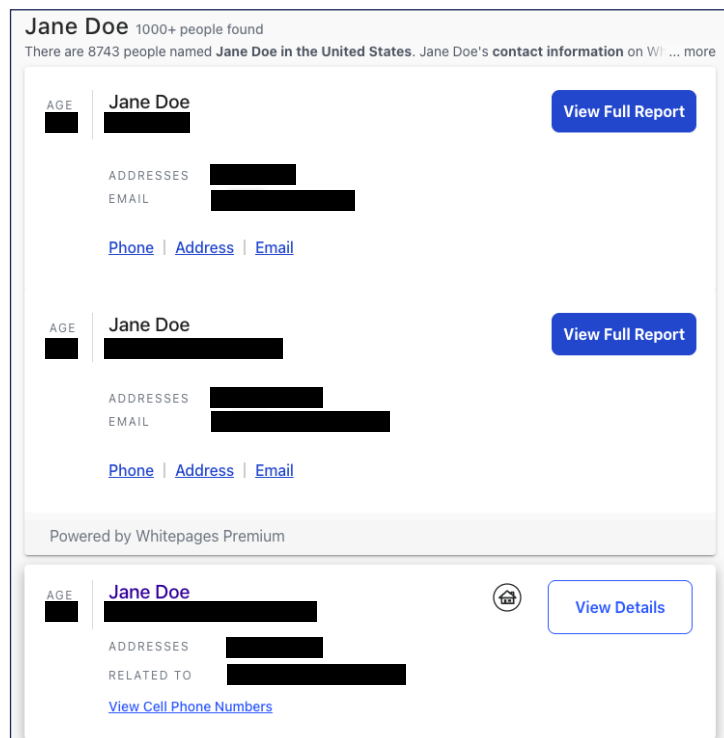 Jane Doe 1000+ people found
There are 8743 people named Jane Doe in the United States. Jane Doe's contact information on Wh... more
AGE
Jane Doe
View Full Report
ADDRESSES
EMAIL
Phone | Address | Email
AGE
Jane Doe
View Full Report
ADDRESSES
EMAIL
Phone | Address | Email
Powered by Whitepages Premium
AGE
Jane Doe
View Details
ADDRESSES
RELATED TO
View Cell Phone Numbers